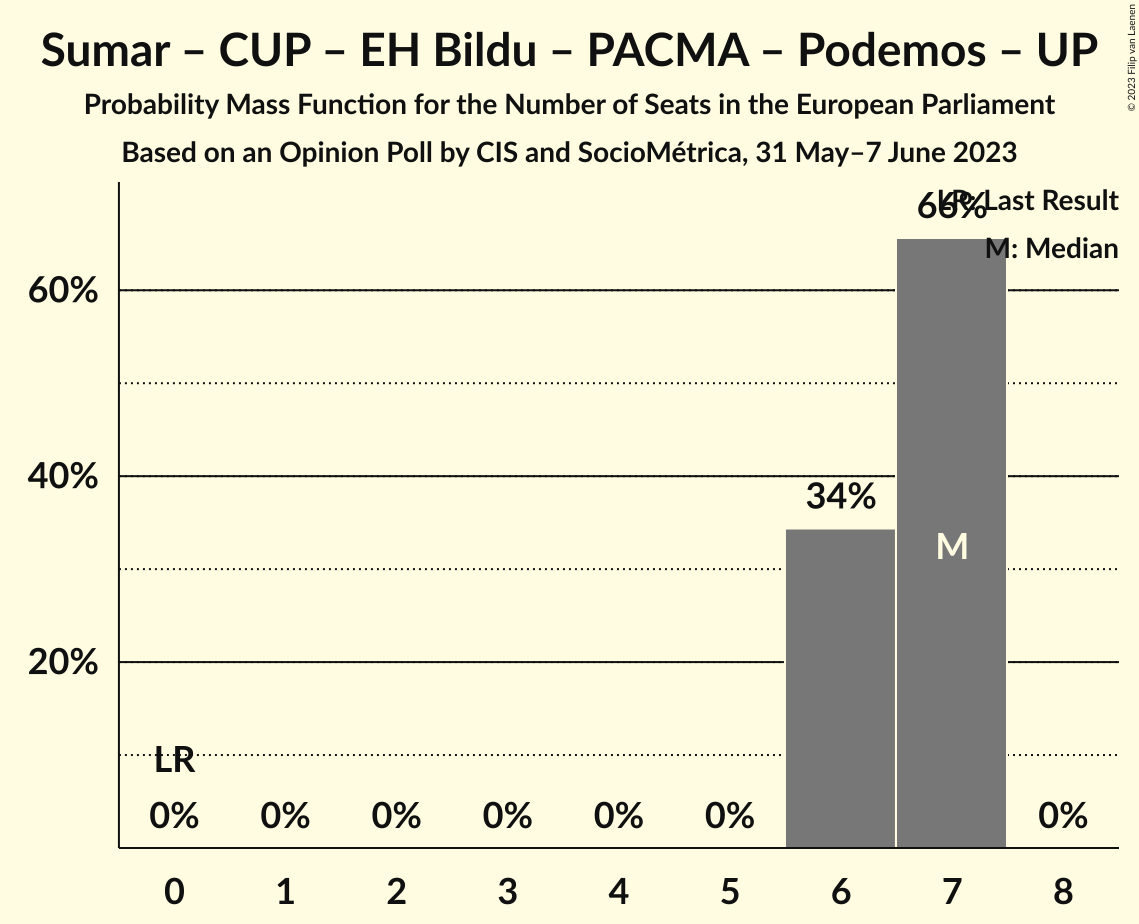 Sumar – CUP – EH Bildu – PACMA – Podemos – UP
Probability Mass Function for the Number of Seats in the European Parliament
Based on an Opinion Poll by CIS and SocioMétrica, 31 May–7 June 2023
© 2023 Filip van Laenen
LR: Last Result
M: Median
66%
60%
40%
34%
M
20%
LR
0% 0% 0% 0% 0% 0% 0%
0 1 2 3 4 5 6 7 8